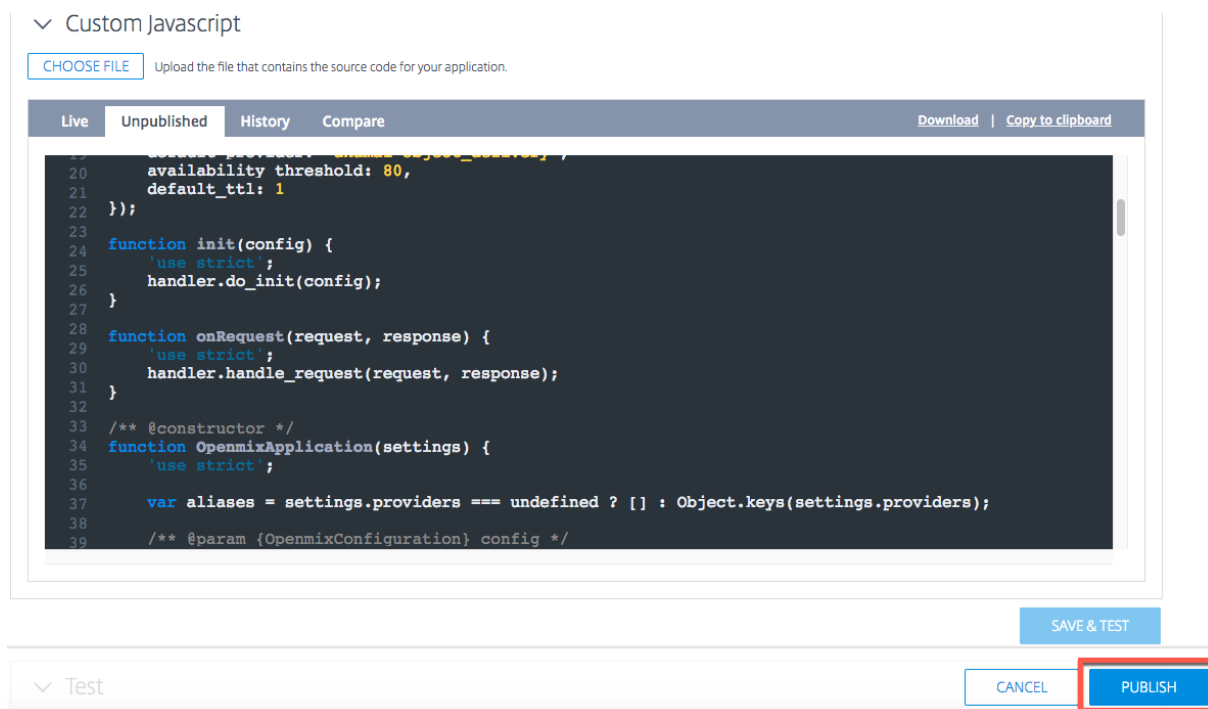 Custom Javascript
CHOOSE FILE Upload the file that contains the source code for your application.
Live Unpublished History Compare Download | Copy to clipboard
20 availability threshold: 80,
21 default_ttl: 1
22 });
23
24 function init(config) {
25 'use strict';
26 handler.do_init(config);
27 }
28 function onRequest(request, response) {
29 'use strict';
30 handler.handle_request(request, response);
31 }
32
33 /** @constructor */
34 function OpenmixApplication(settings) {
35 'use strict';
36
37 var aliases = settings.providers === undefined ? [] : Object.keys(settings.providers);
38
39 /** @param {OpenmixConfiguration} config */
SAVE & TEST
Test CANCEL PUBLISH